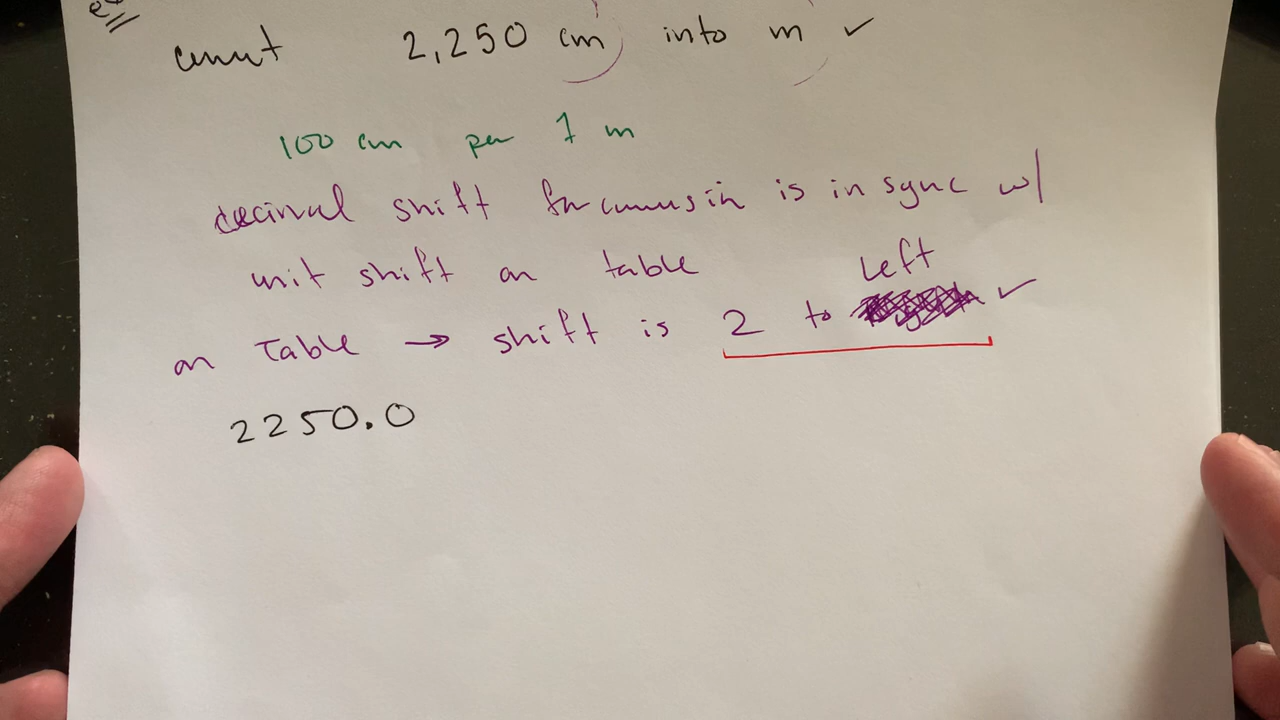 convert 2,250 cm into m ✓
100 cm per 1 m
decimal shift for conversion is in sync w/
unit shift on table
left
on Table → shift is 2 to ✓
2250.0